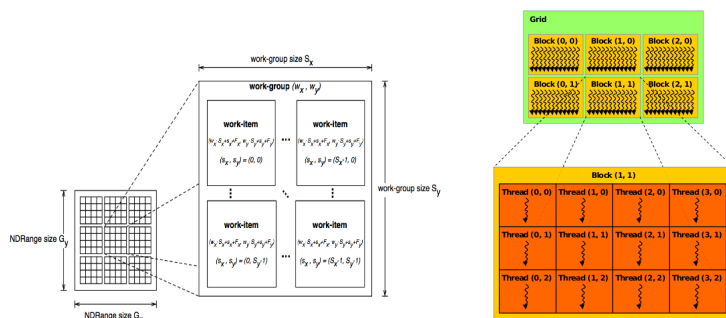 work-group size Sx
work-group (wx , wy)
work-item
work-item
(wx·Sx+sx+Fx, wy·Sy+sy+Fy)
(wx·Sx+sx+Fx, wy·Sy+sy+Fy)
(sx , sy) = (0, 0)
(sx , sy) = (Sx-1, 0)
work-group size Sy
work-item
work-item
(wx·Sx+sx+Fx, wy·Sy+sy+Fy)
(wx·Sx+sx+Fx, wy·Sy+sy+Fy)
(sx , sy) = (0, Sy-1)
(sx , sy) = (Sx-1, Sy-1)
NDRange size Gy
NDRange size
Grid
Block (0, 0)
Block (1, 0)
Block (2, 0)
Block (0, 1)
Block (1, 1)
Block (2, 1)
Block (1, 1)
Thread (0, 0)
Thread (1, 0)
Thread (2, 0)
Thread (3, 0)
Thread (0, 1)
Thread (1, 1)
Thread (2, 1)
Thread (3, 1)
Thread (0, 2)
Thread (1, 2)
Thread (2, 2)
Thread (3, 2)